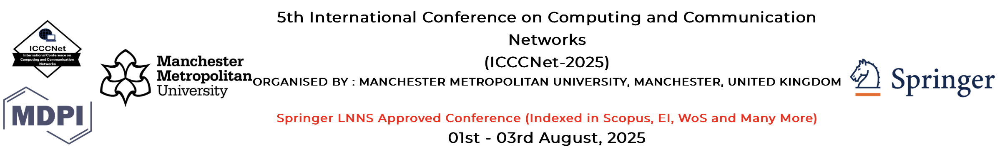 5th International Conference on Computing and Communication
Networks
(ICCCNet-2025)
ORGANISED BY : MANCHESTER METROPOLITAN UNIVERSITY, MANCHESTER, UNITED KINGDOM
Springer LNNS Approved Conference (Indexed in Scopus, EI, WoS and Many More)
01st - 03rd August, 2025
ICCCNet
International Conference on
Computing and Communication
Networks
MDPI
Manchester
Metropolitan
University
Springer